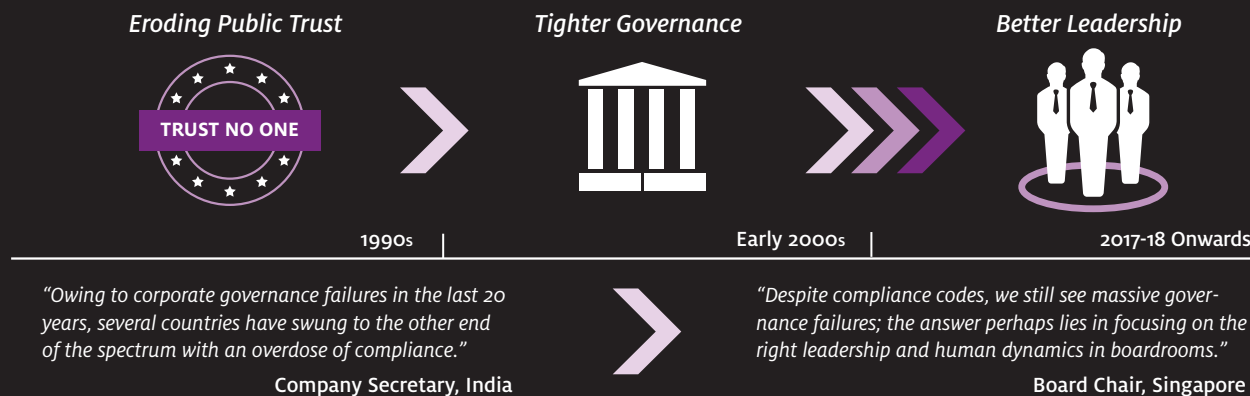 Eroding Public Trust
Tighter Governance
Better Leadership
TRUST NO ONE
1990s
Early 2000s
2017-18 Onwards
“Owing to corporate governance failures in the last 20
years, several countries have swung to the other end
of the spectrum with an overdose of compliance.”
Company Secretary, India
“Despite compliance codes, we still see massive gover-
nance failures; the answer perhaps lies in focusing on the
right leadership and human dynamics in boardrooms.”
Board Chair, Singapore